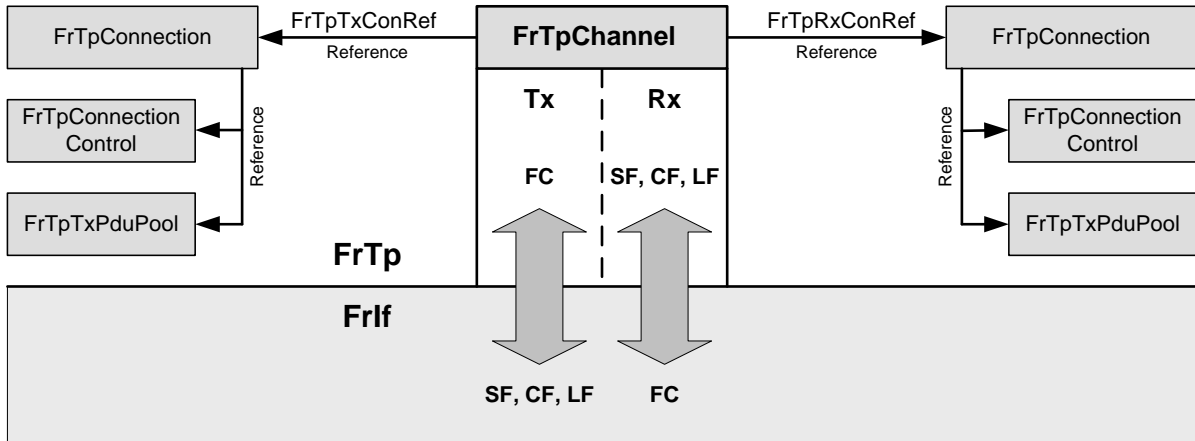 FrTpConnection
FrTpTxConRef
Reference
FrTpChannel
FrTpRxConRef
Reference
FrTpConnection
FrTpConnection
Control
Reference
FrTpTxPduPool
Tx
Rx
FC
SF, CF, LF
FrTpConnection
Control
Reference
FrTpTxPduPool
FrTp
FrIf
SF, CF, LF
FC